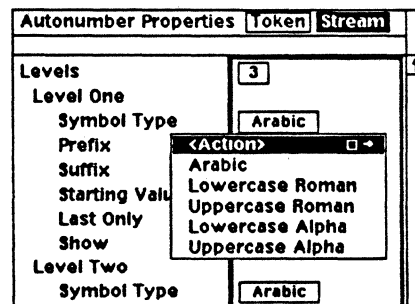 Autonumber Properties Token Stream
Levels 3
Level One
Symbol Type Arabic
Prefix <Action>
Suffix Arabic
Starting Valu Lowercase Roman
Uppercase Roman
Last Only Lowercase Alpha
Show Uppercase Alpha
Level Two
Symbol Type Arabic